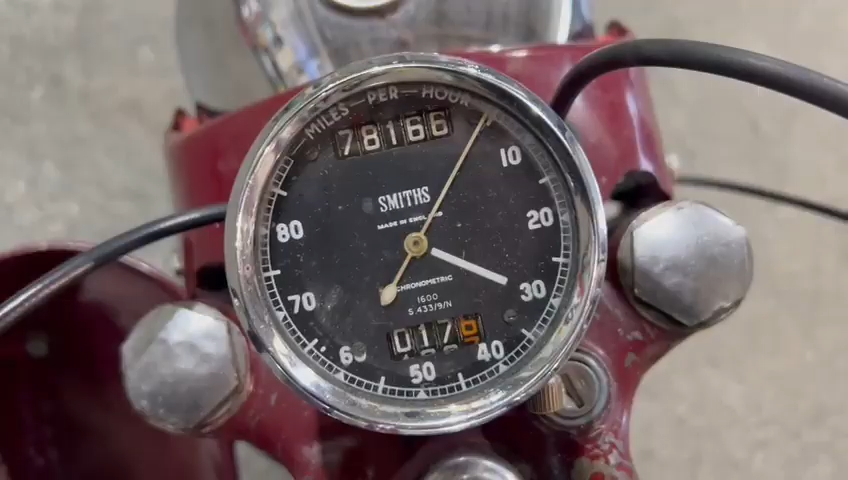 MILES-PER-HOUR
78166
10
SMITHS
MADE IN ENGLAND
20
80
CHRONOMETRIC
30
70
1600
S.433/9/N
017
60
40
50